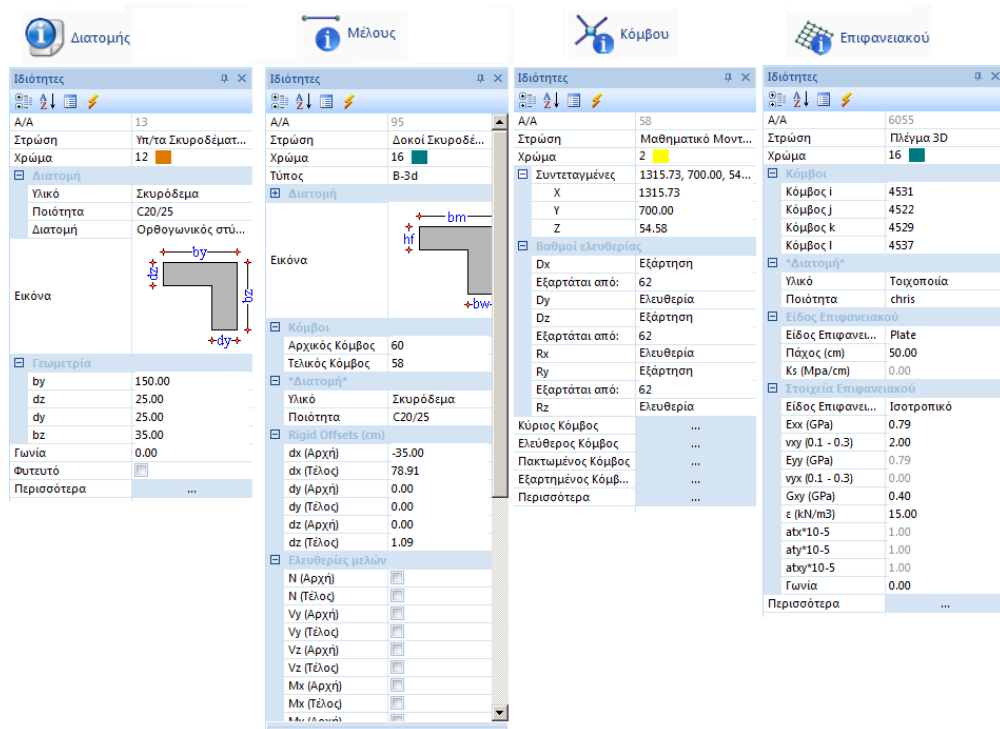 Διατομής
Μέλους
Κόμβου
Επιφανειακού
Ιδιότητες
A/A 13
Στρώση Υπ/τα Σκυροδέματ...
Χρώμα 12
Διατομή
Υλικό Σκυρόδεμα
Ποιότητα C20/25
Διατομή Ορθογωνικός στύ...
Εικόνα
by
dz
bz
dy
Γεωμετρία
by 150.00
dz 25.00
dy 25.00
bz 35.00
Γωνία 0.00
Φυτευτό
Περισσότερα ...
Ιδιότητες
A/A 95
Στρώση Δοκοί Σκυροδέ...
Χρώμα 16
Τύπος B-3d
Διατομή
Εικόνα
bm
hf
bw
Κόμβοι
Αρχικός Κόμβος 60
Τελικός Κόμβος 58
*Διατομή*
Υλικό Σκυρόδεμα
Ποιότητα C20/25
Rigid Offsets (cm)
dx (Αρχή) -35.00
dx (Τέλος) 78.91
dy (Αρχή) 0.00
dy (Τέλος) 0.00
dz (Αρχή) 0.00
dz (Τέλος) 1.09
Ελευθερίες μελών
N (Αρχή)
N (Τέλος)
Vy (Αρχή)
Vy (Τέλος)
Vz (Αρχή)
Vz (Τέλος)
Mx (Αρχή)
Mx (Τέλος)
My (Αρχή)
Ιδιότητες
A/A 58
Στρώση Μαθηματικό Μοντ...
Χρώμα 2
Συντεταγμένες 1315.73, 700.00, 54...
X 1315.73
Y 700.00
Z 54.58
Βαθμοί ελευθερίας
Dx Εξάρτηση
Εξαρτάται από: 62
Dy Ελευθερία
Dz Εξάρτηση
Εξαρτάται από: 62
Rx Ελευθερία
Ry Εξάρτηση
Εξαρτάται από: 62
Rz Ελευθερία
Κύριος Κόμβος ...
Ελεύθερος Κόμβος ...
Πακτωμένος Κόμβος ...
Εξαρτημένος Κόμβ... ...
Περισσότερα ...
Ιδιότητες
A/A 6055
Στρώση Πλέγμα 3D
Χρώμα 16
Κόμβοι
Κόμβος i 4531
Κόμβος j 4522
Κόμβος k 4529
Κόμβος l 4537
*Διατομή*
Υλικό Τοιχοποιία
Ποιότητα chris
Είδος Επιφανειακού
Είδος Επιφανει... Plate
Πάχος (cm) 50.00
Ks (Mpa/cm) 0.00
Στοιχεία Επιφανειακού
Είδος Επιφανει... Ισοτροπικό
Exx (GPa) 0.79
vxy (0.1 - 0.3) 2.00
Eyy (GPa) 0.79
vyx (0.1 - 0.3) 0.00
Gxy (GPa) 0.40
ε (kN/m3) 15.00
atx*10-5 1.00
aty*10-5 1.00
atxy*10-5 1.00
Γωνία 0.00
Περισσότερα ...